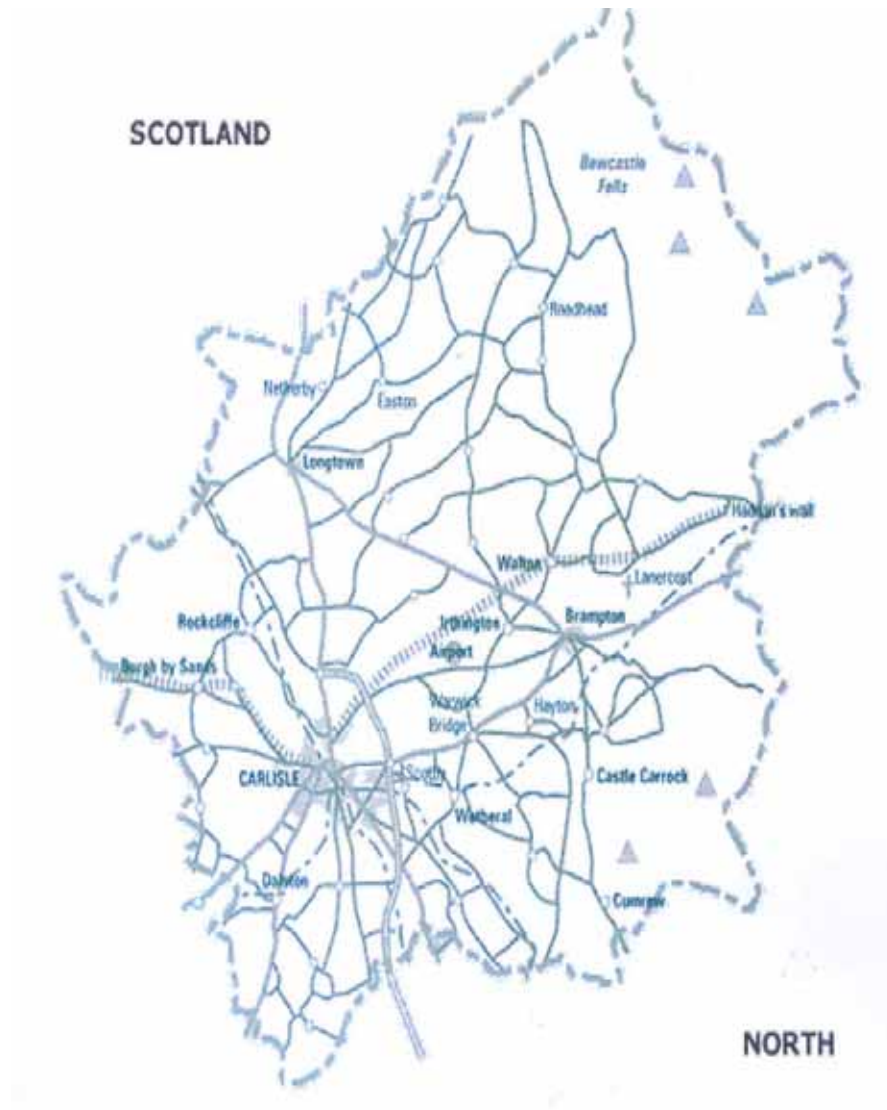 SCOTLAND
Bewcastle
Fells
Roadhead
Netherby
Easton
Longtown
Hadrian's wall
Walton
Lanercost
Rockcliffe
Irthington
Brampton
Airport
Burgh by Sands
Warwick
Bridge
Hayton
CARLISLE
Scotby
Castle Carrock
Wetheral
Dalston
Cumrew
NORTH